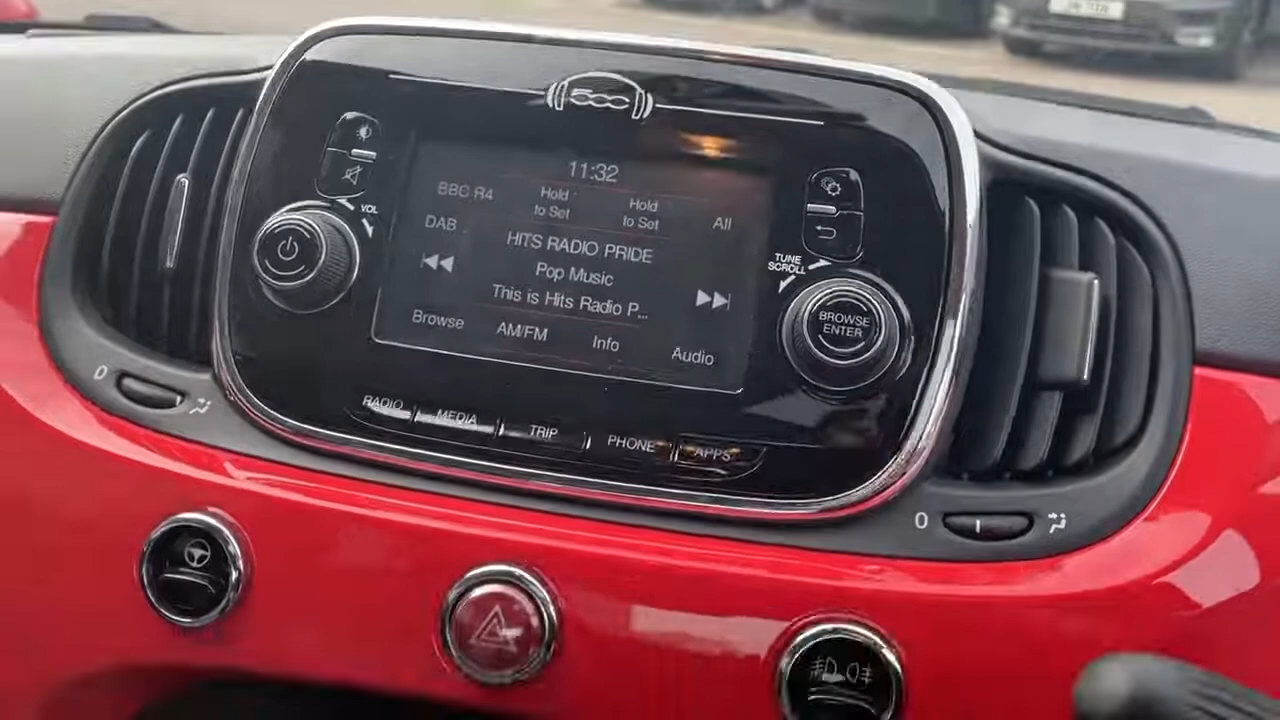 500
11:32
BBC R4
Hold
to Set
Hold
to Set
All
DAB
HITS RADIO PRIDE
Pop Music
This is Hits Radio P...
Browse
AM/FM
Info
Audio
VOL
TUNE
SCROLL
BROWSE
ENTER
RADIO
MEDIA
TRIP
PHONE
APPS
0
0